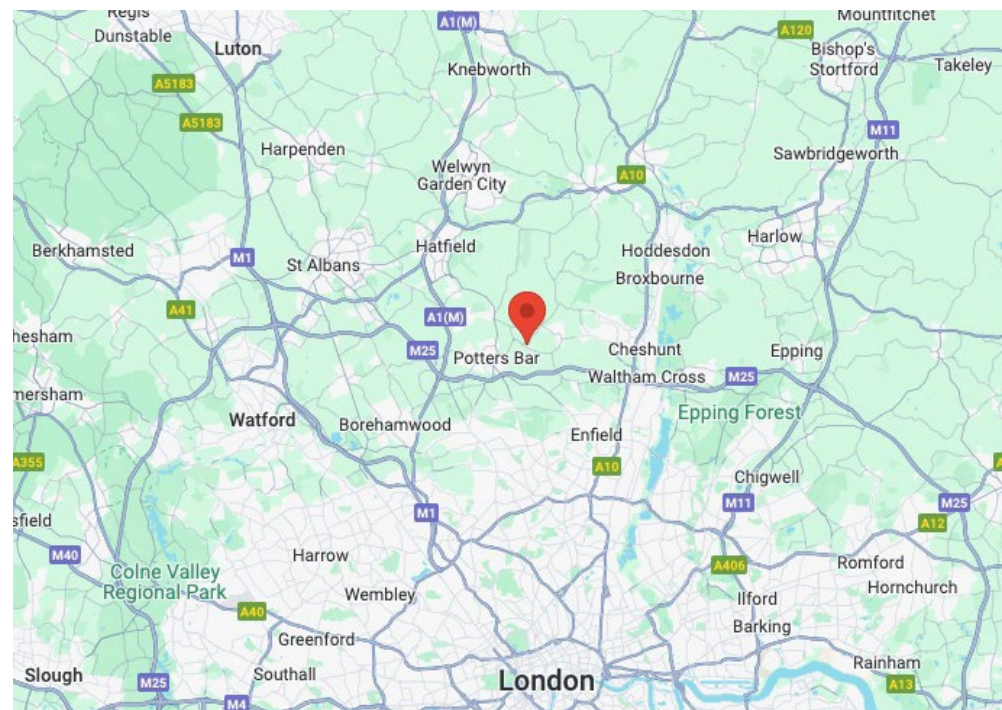 Regis
Dunstable
Luton
A1(M)
Mountfitchet
A120
Bishop's
Stortford
Takeley
Knebworth
A5183
A5183
M11
Harpenden
Sawbridgeworth
Welwyn
Garden City
A10
Berkhamsted
M1
St Albans
Hatfield
Hoddesdon
Harlow
Broxbourne
A41
A1(M)
hesham
M25
Potters Bar
Cheshunt
Epping
Waltham Cross
M25
mersham
Watford
Borehamwood
Epping Forest
Enfield
A355
A10
Chigwell
M11
M25
M1
A12
sfield
M40
Harrow
Colne Valley
Regional Park
Wembley
A406
Romford
Hornchurch
Ilford
A40
Greenford
Barking
Slough
Southall
London
Rainham
M25
A13
M4